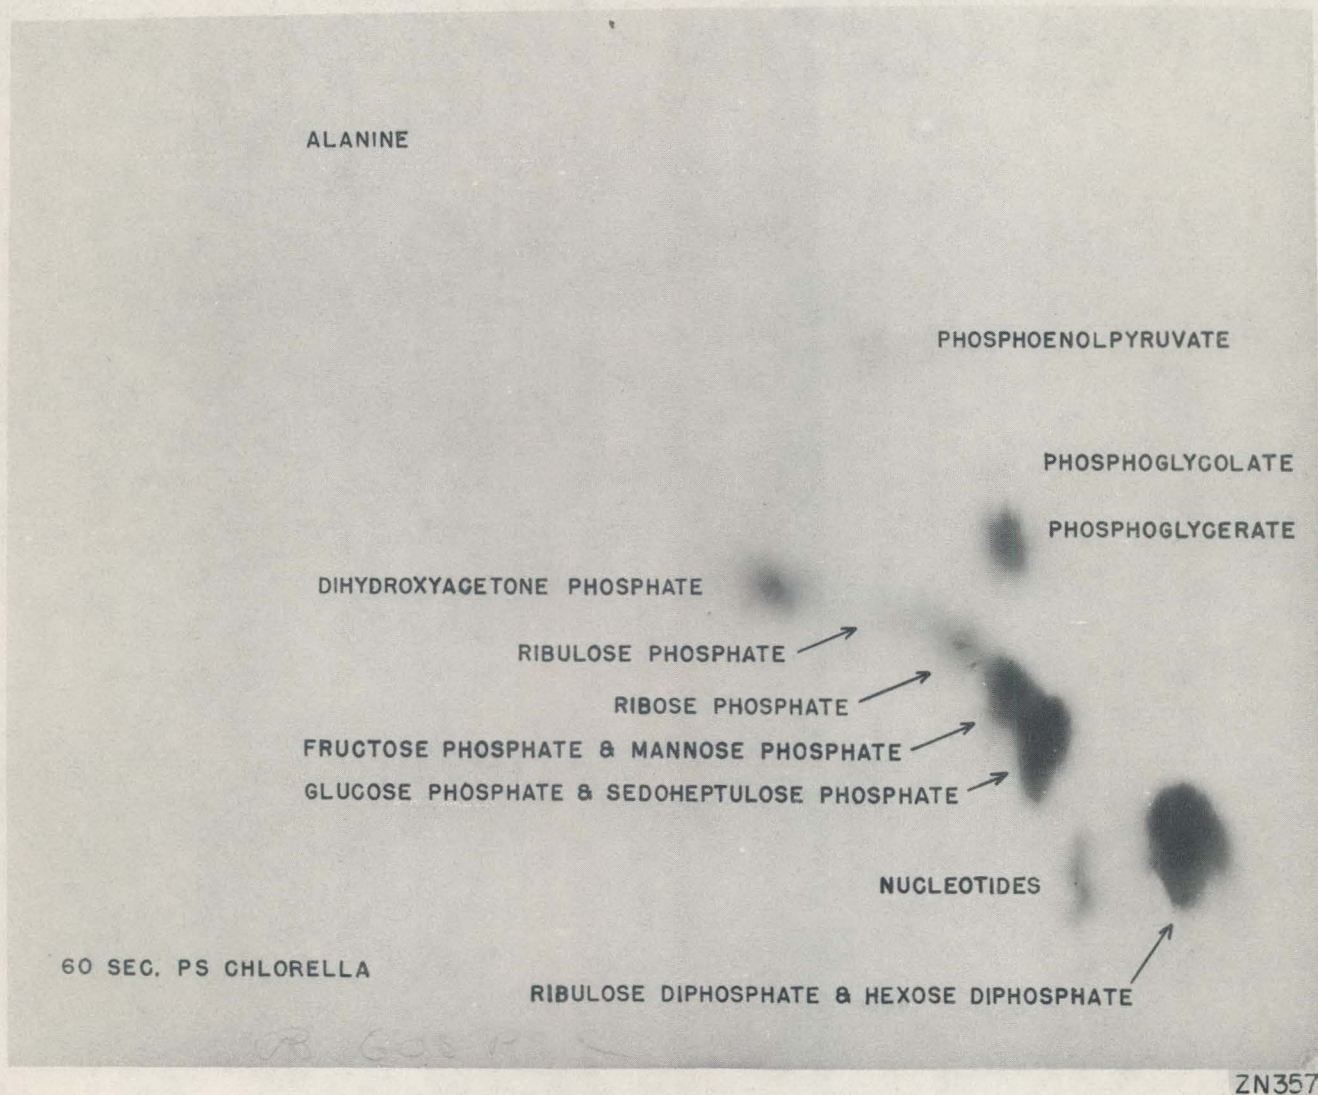 ALANINE
PHOSPHOENOLPYRUVATE
PHOSPHOGLYCOLATE
PHOSPHOGLYCERATE
DIHYDROXYACETONE PHOSPHATE
RIBULOSE PHOSPHATE
RIBOSE PHOSPHATE
FRUCTOSE PHOSPHATE & MANNOSE PHOSPHATE
GLUCOSE PHOSPHATE & SEDOHEPTULOSE PHOSPHATE
NUCLEOTIDES
60 SEC. PS CHLORELLA
RIBULOSE DIPHOSPHATE & HEXOSE DIPHOSPHATE
ZN357